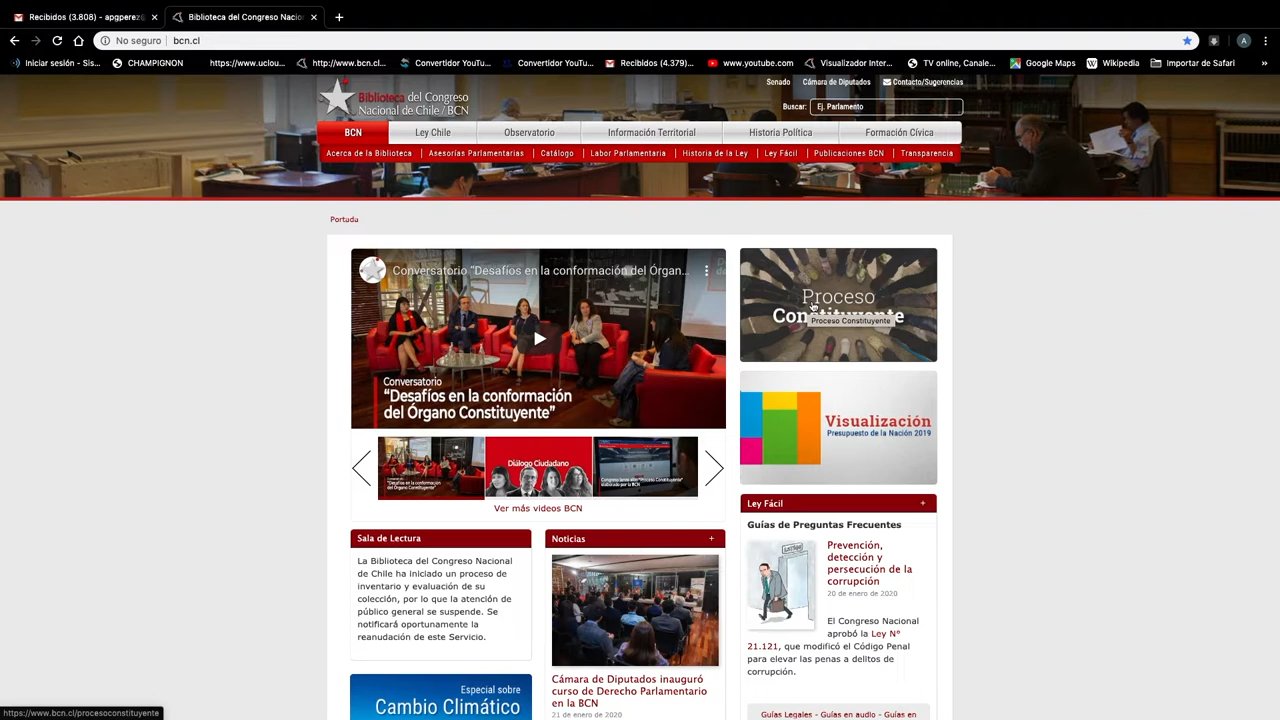 Recibidos (3.808) - apgperez@
Biblioteca del Congreso Nacio
No seguro
bcn.cl
Iniciar sesión - Sis...
CHAMPIGNON
https://www.uclou...
http://www.bcn.cl...
Convertidor YouTu...
Convertidor YouTu...
Recibidos (4.379)...
www.youtube.com
Visualizador Inter...
TV online, Canale...
Google Maps
Wikipedia
Importar de Safari
Senado
Cámara de Diputados
Contacto/Sugerencias
Biblioteca del Congreso
Nacional de Chile / BCN
Buscar:
Ej. Parlamento
BCN
Ley Chile
Observatorio
Información Territorial
Historia Política
Formación Cívica
Acerca de la Biblioteca
Asesorías Parlamentarias
Catálogo
Labor Parlamentaria
Historia de la Ley
Ley Fácil
Publicaciones BCN
Transparencia
Portada
Conversatorio "Desafíos en la conformación del Órgan...
Conversatorio
"Desafíos en la conformación
del Órgano Constituyente"
Diálogo Ciudadano
Ver más videos BCN
Proceso
Constituyente
Proceso Constituyente
Visualización
Presupuesto de la Nación 2019
Sala de Lectura
La Biblioteca del Congreso Nacional
de Chile ha iniciado un proceso de
inventario y evaluación de su
colección, por lo que la atención de
público general se suspende. Se
notificará oportunamente la
reanudación de este Servicio.
Especial sobre
Cambio Climático
Noticias +
Cámara de Diputados inauguró
curso de Derecho Parlamentario
en la BCN
21 de enero de 2020
Ley Fácil +
Guías de Preguntas Frecuentes
Prevención,
detección y
persecución de la
corrupción
20 de enero de 2020
El Congreso Nacional
aprobó la Ley N°
21.121, que modificó el Código Penal
para elevar las penas a delitos de
corrupción.
Guías Legales - Guías en audio - Guías en
https://www.bcn.cl/procesoconstituyente